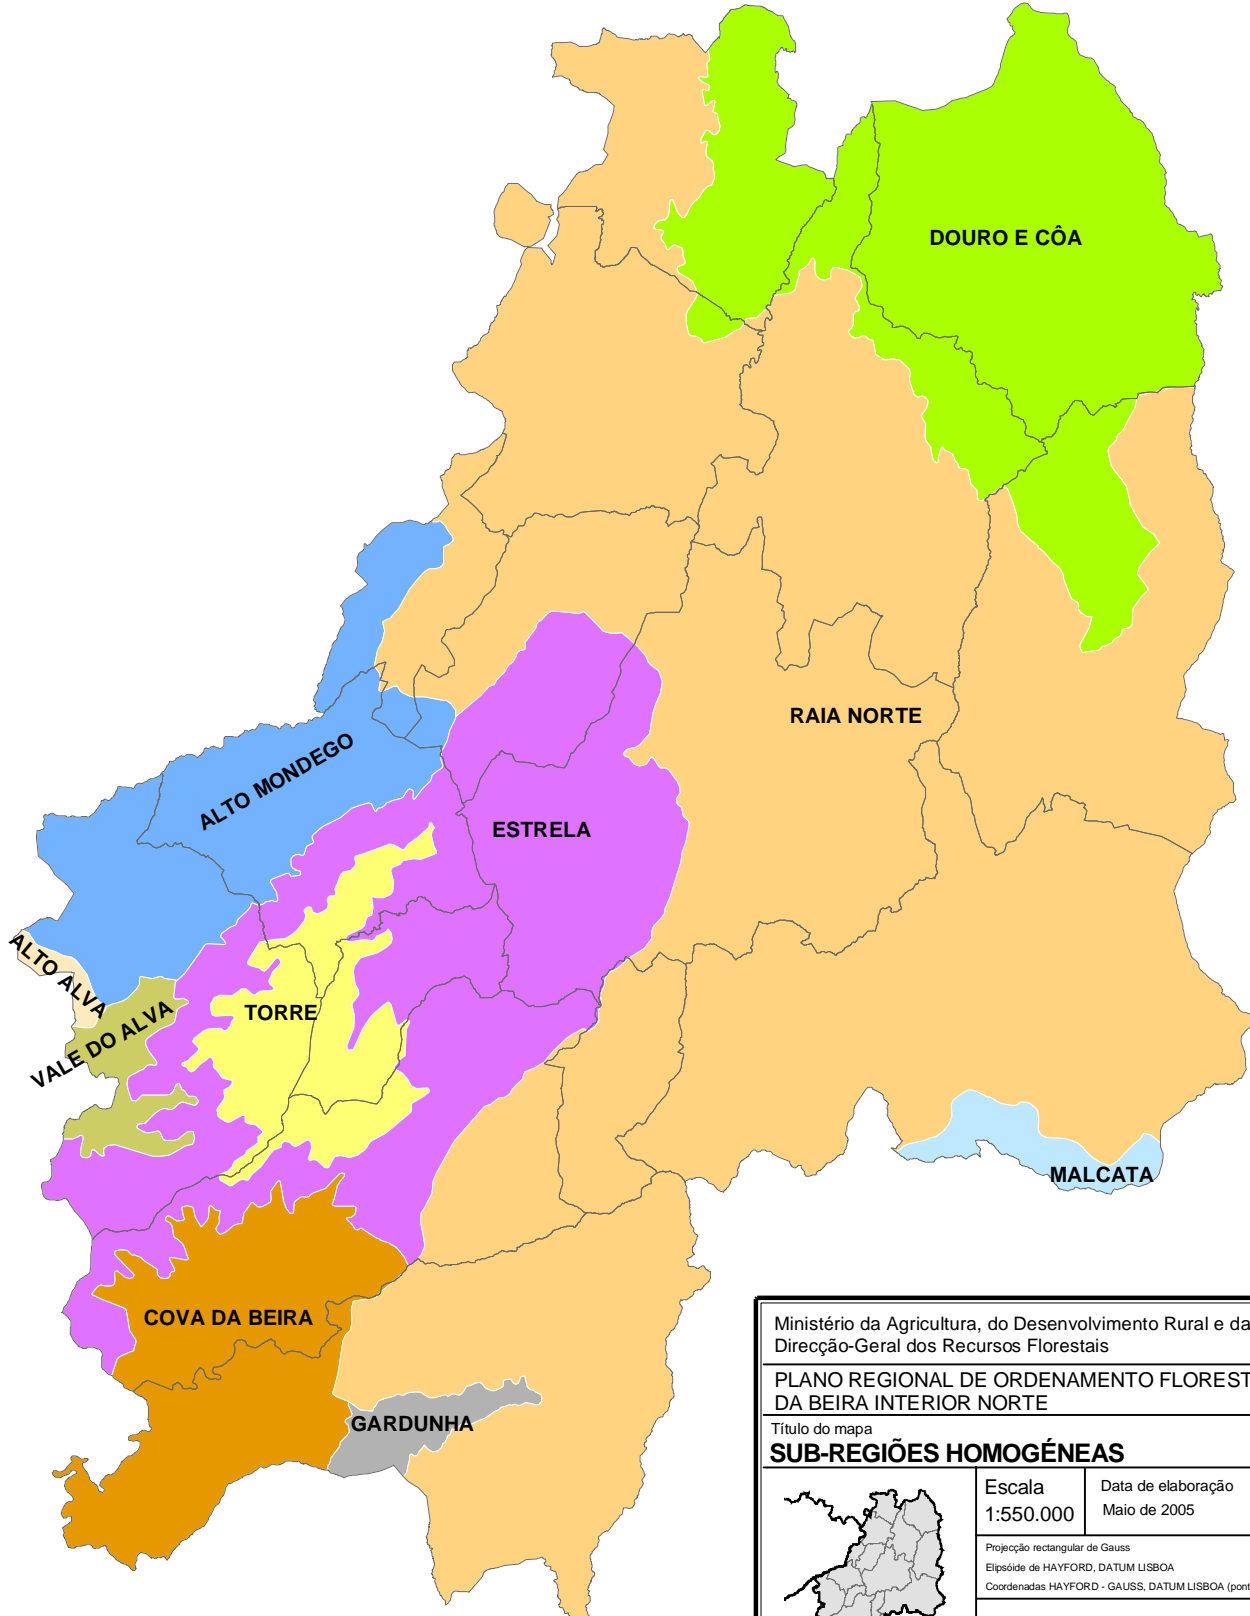 DOURO E CÔA
RAIA NORTE
ALTO MONDEGO
ESTRELA
ALTO ALVA
TORRE
VALE DO ALVA
MALCATA
COVA DA BEIRA
GARDUNHA
Ministério da Agricultura, do Desenvolvimento Rural e da
Direcção-Geral dos Recursos Florestais
PLANO REGIONAL DE ORDENAMENTO FLOREST
DA BEIRA INTERIOR NORTE
Título do mapa
SUB-REGIÕES HOMOGÉNEAS
Escala
1:550.000
Data de elaboração
Maio de 2005
Projecção rectangular de Gauss
Elipsóide de HAYFORD, DATUM LISBOA
Coordenadas HAYFORD - GAUSS, DATUM LISBOA (pont